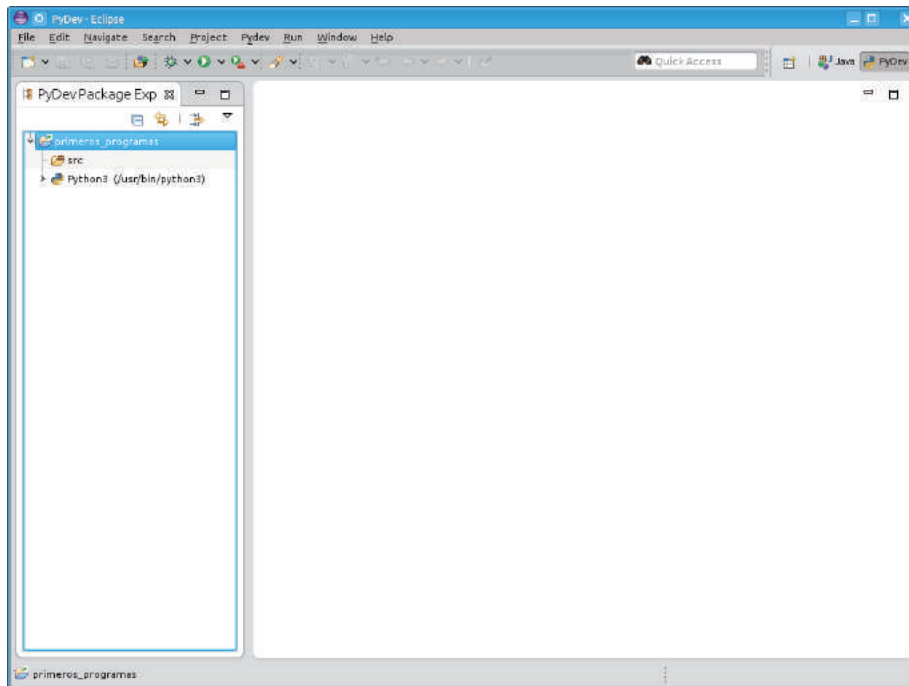 PyDev - Eclipse
File Edit Navigate Search Project Pydev Run Window Help
Quick Access
Java
PyDev
PyDev Package Exp
primeros_programas
src
Python3 (/usr/bin/python3)
primeros_programas